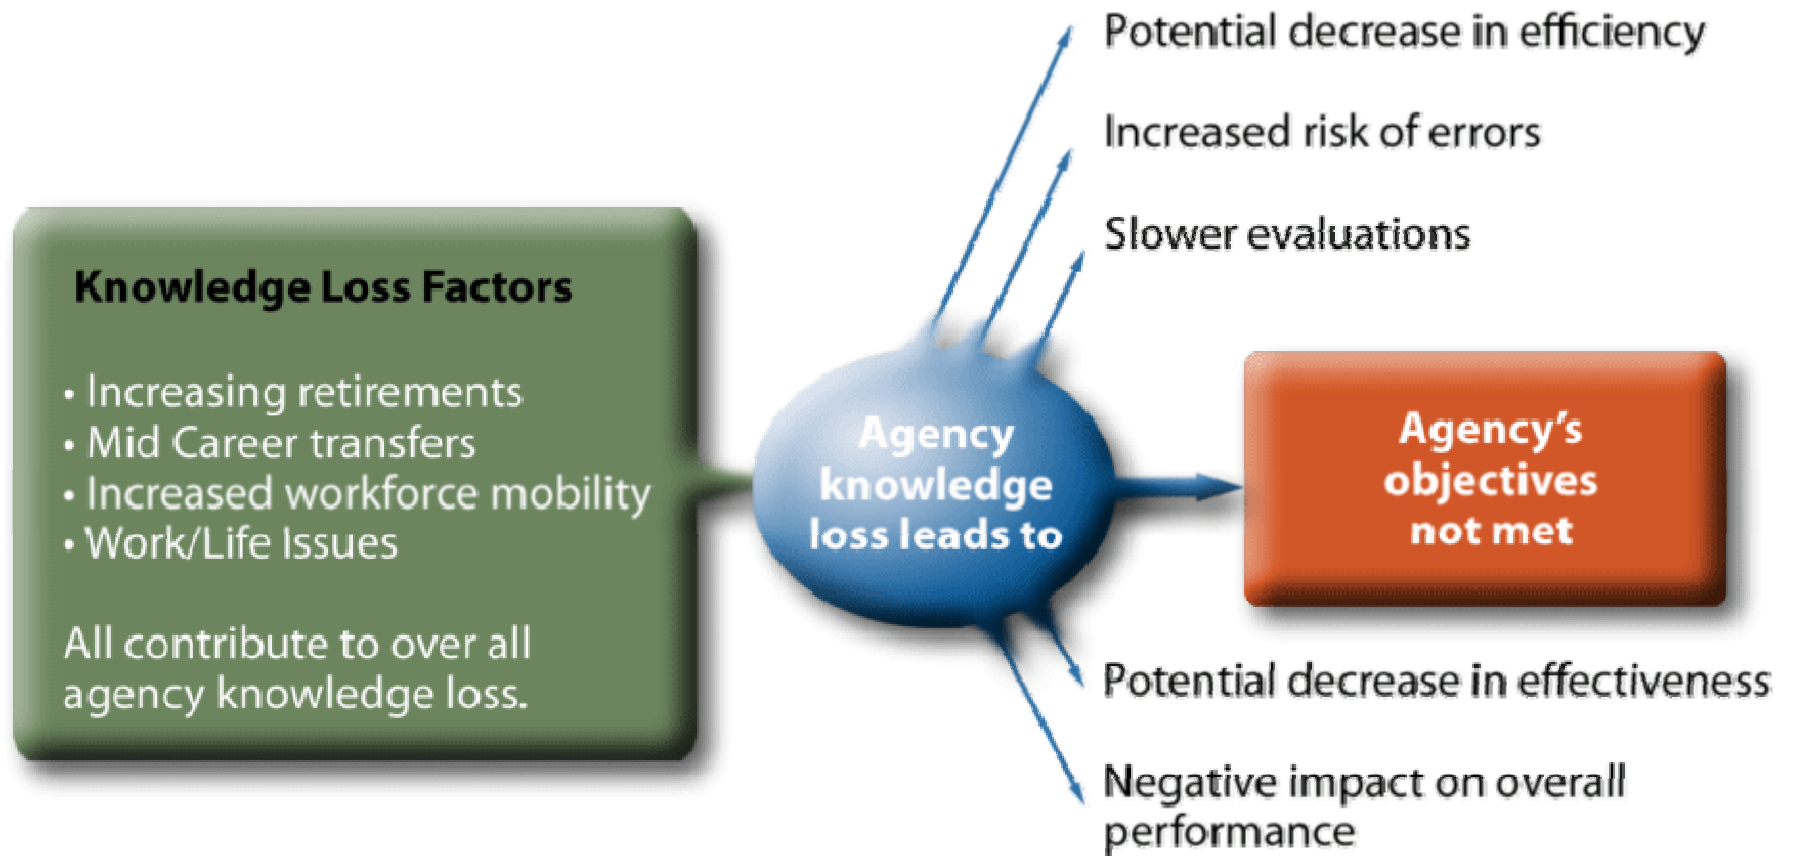 Knowledge Loss Factors
• Increasing retirements
• Mid Career transfers
• Increased workforce mobility
• Work/Life Issues
All contribute to over all
agency knowledge loss.
Agency
knowledge
loss leads to
Potential decrease in efficiency
Increased risk of errors
Slower evaluations
Agency’s
objectives
not met
Potential decrease in effectiveness
Negative impact on overall
performance